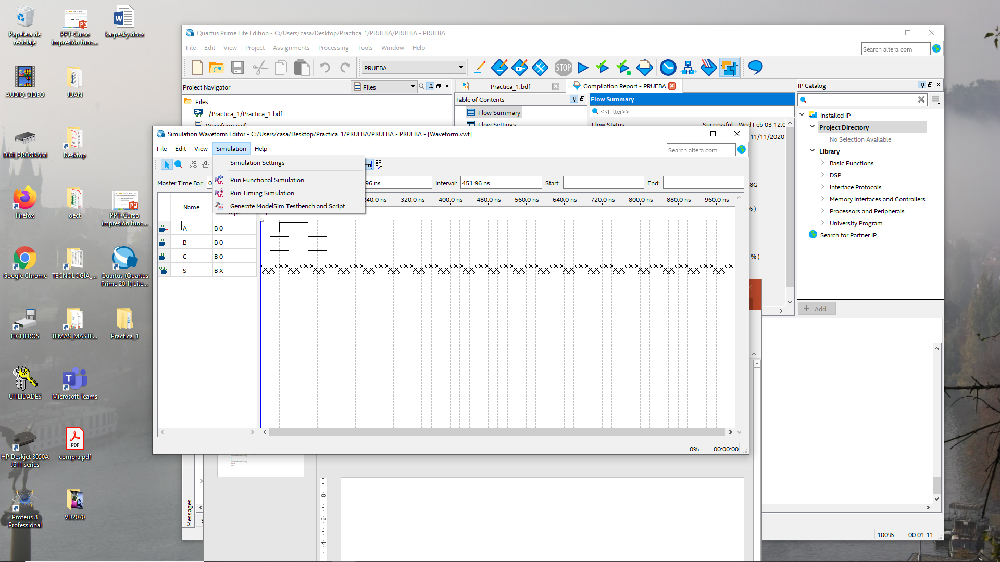 Papelera de
reciclaje
PPT-Curso
impresión func...
karpesky.docx
AUDIO_VIDEO
JUAN
DIGI_PROGRAM
Desktop
Firefox
oect
PPT-Curso
impresión func...
Google Chrome
TECNOLOGÍA_...
Quartus (Quartus
Prime 20.1) Lite...
FICHEROS
TEMAS_MASTE...
Practica_1
UTILIDADES
Microsoft Teams
HP Deskjet 3050A
J611 series
compra.pdf
Proteus 8
Professional
VD2070
Quartus Prime Lite Edition - C:/Users/casa/Desktop/Practica_1/PRUEBA/PRUEBA - PRUEBA
File Edit View Project Assignments Processing Tools Window Help
Search altera.com
PRUEBA
STOP
Project Navigator
Files
Files
../Practica_1/Practica_1.bdf
Waveform.vwf
Practica_1.bdf
Compilation Report - PRUEBA
Table of Contents
Flow Summary
Flow Settings
Flow Summary
<<Filter>>
Flow Status Successful - Wed Feb 03 12:0
11/11/2020
IP Catalog
Installed IP
Project Directory
No Selection Available
Library
Basic Functions
DSP
Interface Protocols
Memory Interfaces and Controllers
Processors and Peripherals
University Program
Search for Partner IP
+ Add...
Simulation Waveform Editor - C:/Users/casa/Desktop/Practica_1/PRUEBA/PRUEBA - PRUEBA - [Waveform.vwf]
File Edit View Simulation Help
Search altera.com
Simulation Settings
Run Functional Simulation
Run Timing Simulation
Generate ModelSim Testbench and Script
Master Time Bar: 0
96 ns
Interval: 451.96 ns
Start:
End:
8G
% )
% )
Name
240.0 ns 320.0 ns 400.0 ns 480.0 ns 560.0 ns 640.0 ns 720.0 ns 800.0 ns 880.0 ns 960.0 ns
0 ps
in A B 0
in B B 0
in C B 0
out S B X
0% 00:00:00
Messages
8
6
4
100% 00:01:11